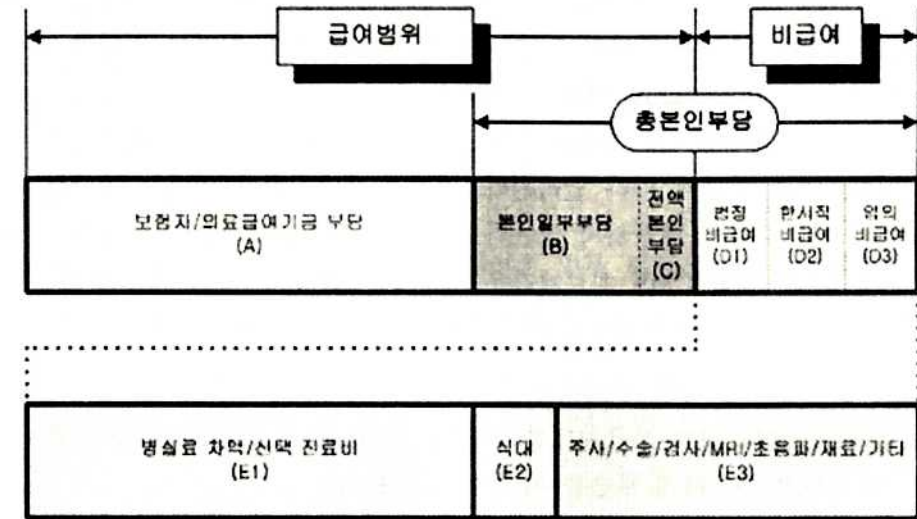 급여범위
비급여
총본인부담
보험자/의료급여기금 부담
(A)
본인일부부담
(B)
전액
본인
부담
(C)
법정
비급여
(D1)
한시적
비급여
(D2)
임의
비급여
(D3)
병실료 차액/선택 진료비
(E1)
식대
(E2)
주사/수술/검사/MRI/초음파/재료/기타
(E3)